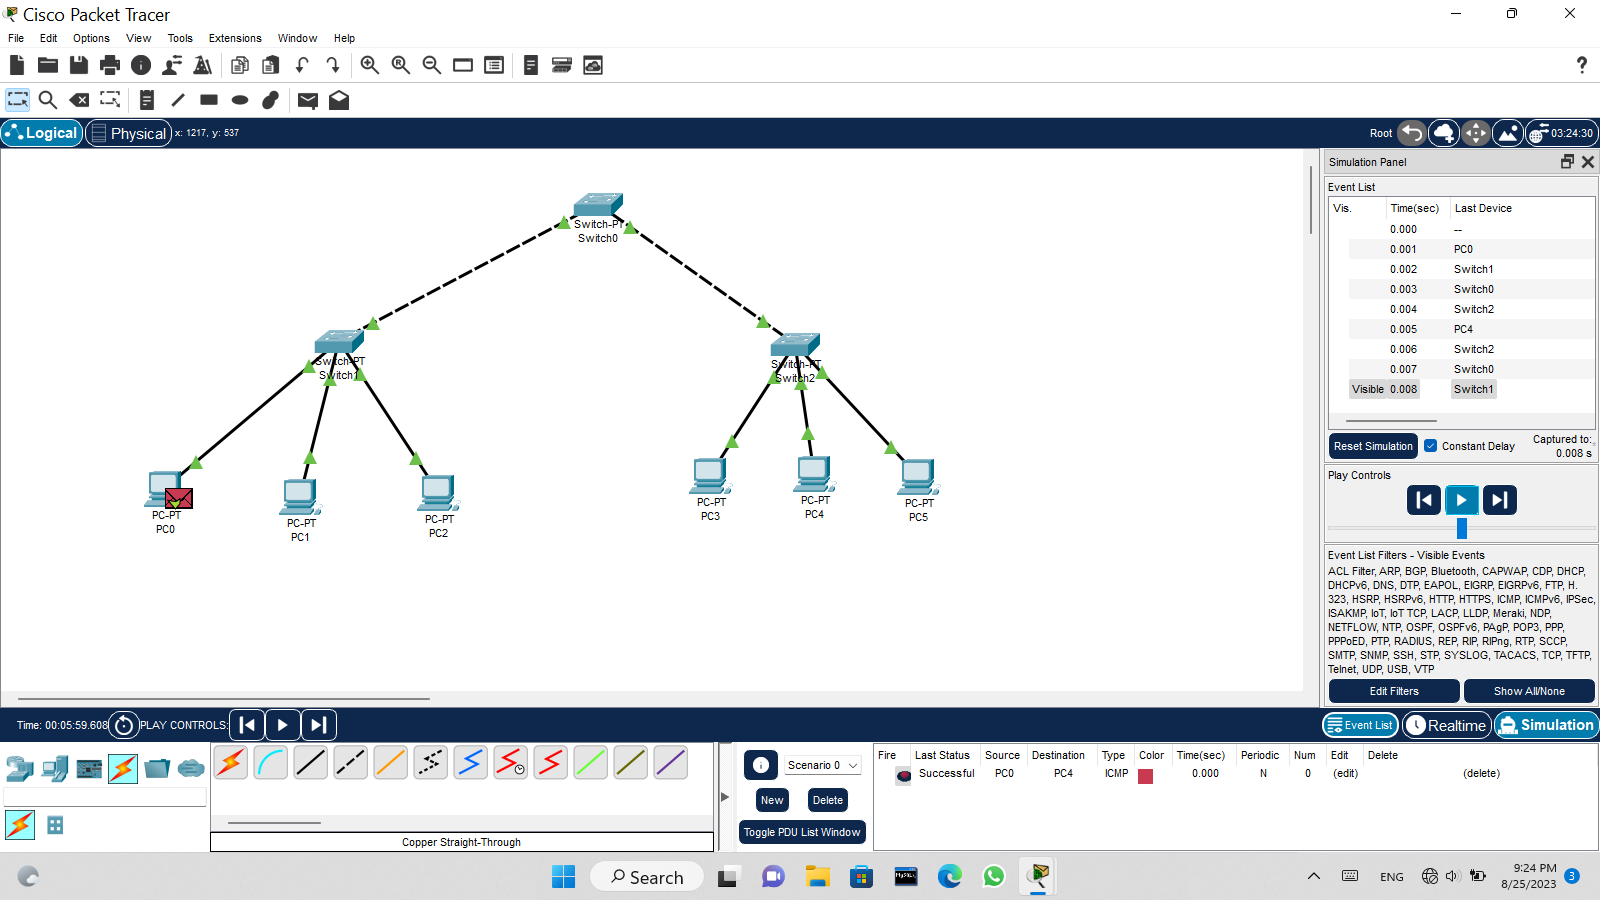 Cisco Packet Tracer
File Edit Options View Tools Extensions Window Help
Logical Physical x: 1217, y: 537 Root 03:24:30
Simulation Panel
Event List
Vis. Time(sec) Last Device
0.000 --
0.001 PC0
0.002 Switch1
0.003 Switch0
0.004 Switch2
0.005 PC4
0.006 Switch2
0.007 Switch0
Visible 0.008 Switch1
Reset Simulation Constant Delay Captured to:
0.008 s
Play Controls
Event List Filters - Visible Events
ACL Filter, ARP, BGP, Bluetooth, CAPWAP, CDP, DHCP,
DHCPv6, DNS, DTP, EAPOL, EIGRP, EIGRPv6, FTP, H.
323, HSRP, HSRPv6, HTTP, HTTPS, ICMP, ICMPv6, IPSec,
ISAKMP, IoT, IoT TCP, LACP, LLDP, Meraki, NDP,
NETFLOW, NTP, OSPF, OSPFv6, PAgP, POP3, PPP,
PPPoED, PTP, RADIUS, REP, RIP, RIPng, RTP, SCCP,
SMTP, SNMP, SSH, STP, SYSLOG, TACACS, TCP, TFTP,
Telnet, UDP, USB, VTP
Edit Filters Show All/None
Switch-PT
Switch0
Switch-PT
Switch1
Switch-PT
Switch2
PC-PT
PC0
PC-PT
PC1
PC-PT
PC2
PC-PT
PC3
PC-PT
PC4
PC-PT
PC5
Time: 00:05:59.608 PLAY CONTROLS: Event List Realtime Simulation
Copper Straight-Through
Scenario 0
New Delete
Toggle PDU List Window
Fire Last Status Source Destination Type Color Time(sec) Periodic Num Edit Delete
Successful PC0 PC4 ICMP 0.000 N 0 (edit) (delete)
Search
MySQL
ENG
9:24 PM
8/25/2023
3